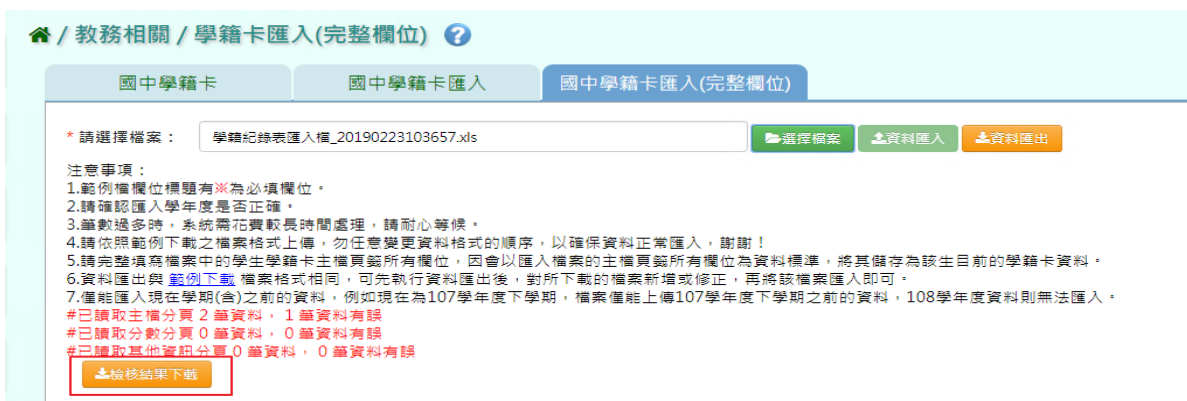 / 教務相關 / 學籍卡匯入(完整欄位) ?
國中學籍卡 國中學籍卡匯入 國中學籍卡匯入(完整欄位)
* 請選擇檔案： 學籍紀錄表匯入檔_20190223103657.xls 選擇檔案 資料匯入 資料匯出
注意事項：
1.範例檔欄位標題有※為必填欄位。
2.請確認匯入學年度是否正確。
3.筆數過多時，系統需花費較長時間處理，請耐心等候。
4.請依照範例下載之檔案格式上傳，勿任意變更資料格式的順序，以確保資料正常匯入，謝謝！
5.請完整填寫檔案中的學生學籍卡主檔頁籤所有欄位，因會以匯入檔案的主檔頁籤所有欄位為資料標準，將其儲存為該生目前的學籍卡資料。
6.資料匯出與 範例下載 檔案格式相同，可先執行資料匯出後，對所下載的檔案新增或修正，再將該檔案匯入即可。
7.僅能匯入現在學期(含)之前的資料，例如現在為107學年度下學期，檔案僅能上傳107學年度下學期之前的資料，108學年度資料則無法匯入。
#已讀取主檔分頁 2 筆資料， 1 筆資料有誤
#已讀取分數分頁 0 筆資料， 0 筆資料有誤
#已讀取其他資訊分頁 0 筆資料， 0 筆資料有誤
檢核結果下載